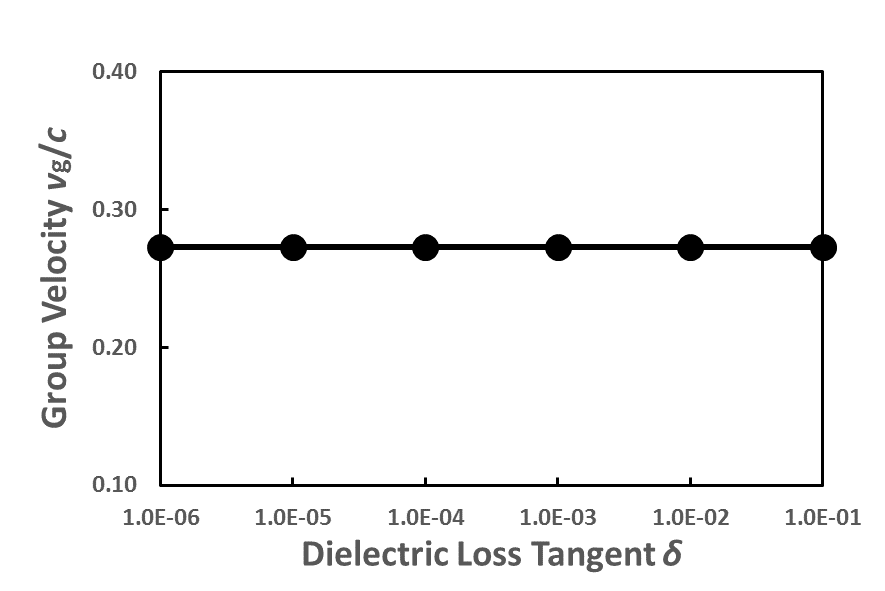 0.40
0.30
0.20
0.10
Group Velocity vg/c
1.0E-06 1.0E-05 1.0E-04 1.0E-03 1.0E-02 1.0E-01
Dielectric Loss Tangent δ